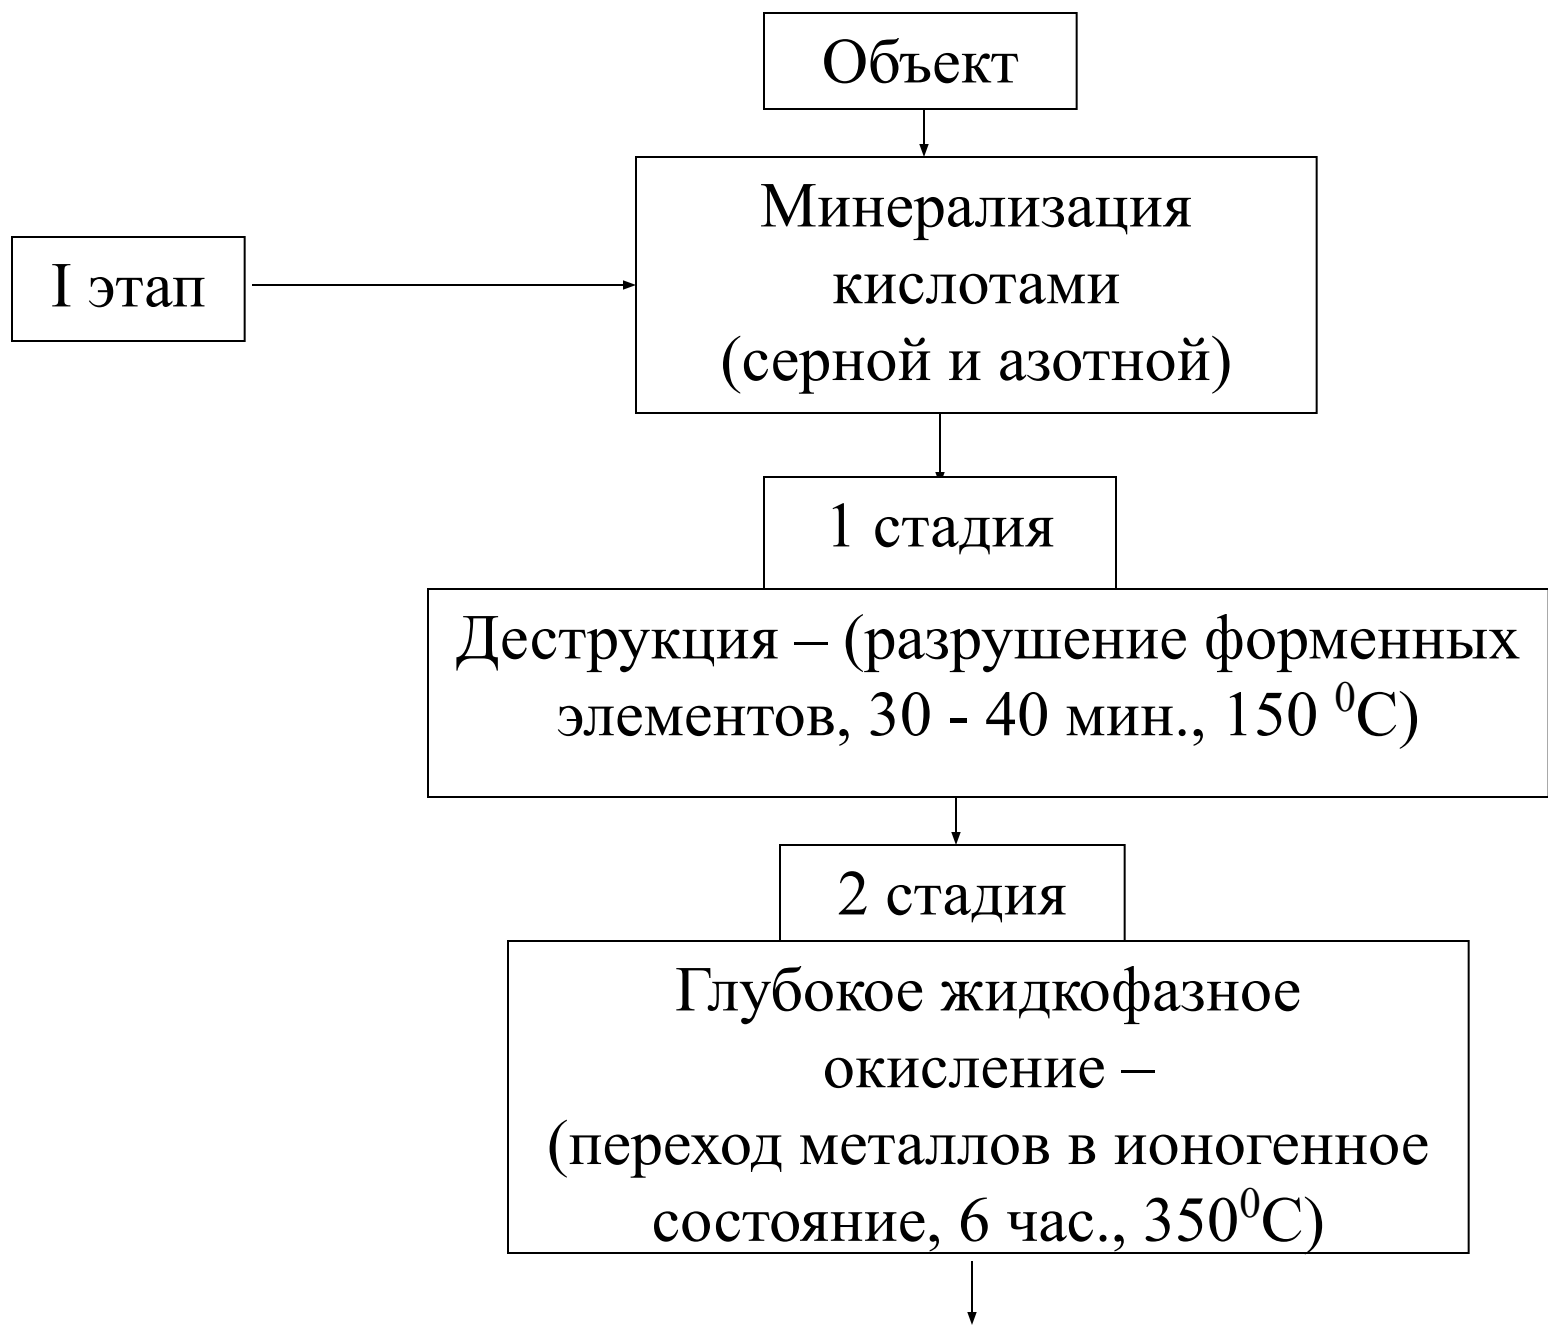 Объект
Минерализация
кислотами
(серной и азотной)
I этап
1 стадия
Деструкция – (разрушение форменных
элементов, 30 - 40 мин., 150 ⁰С)
2 стадия
Глубокое жидкофазное
окисление –
(переход металлов в ионогенное
состояние, 6 час., 350⁰С)